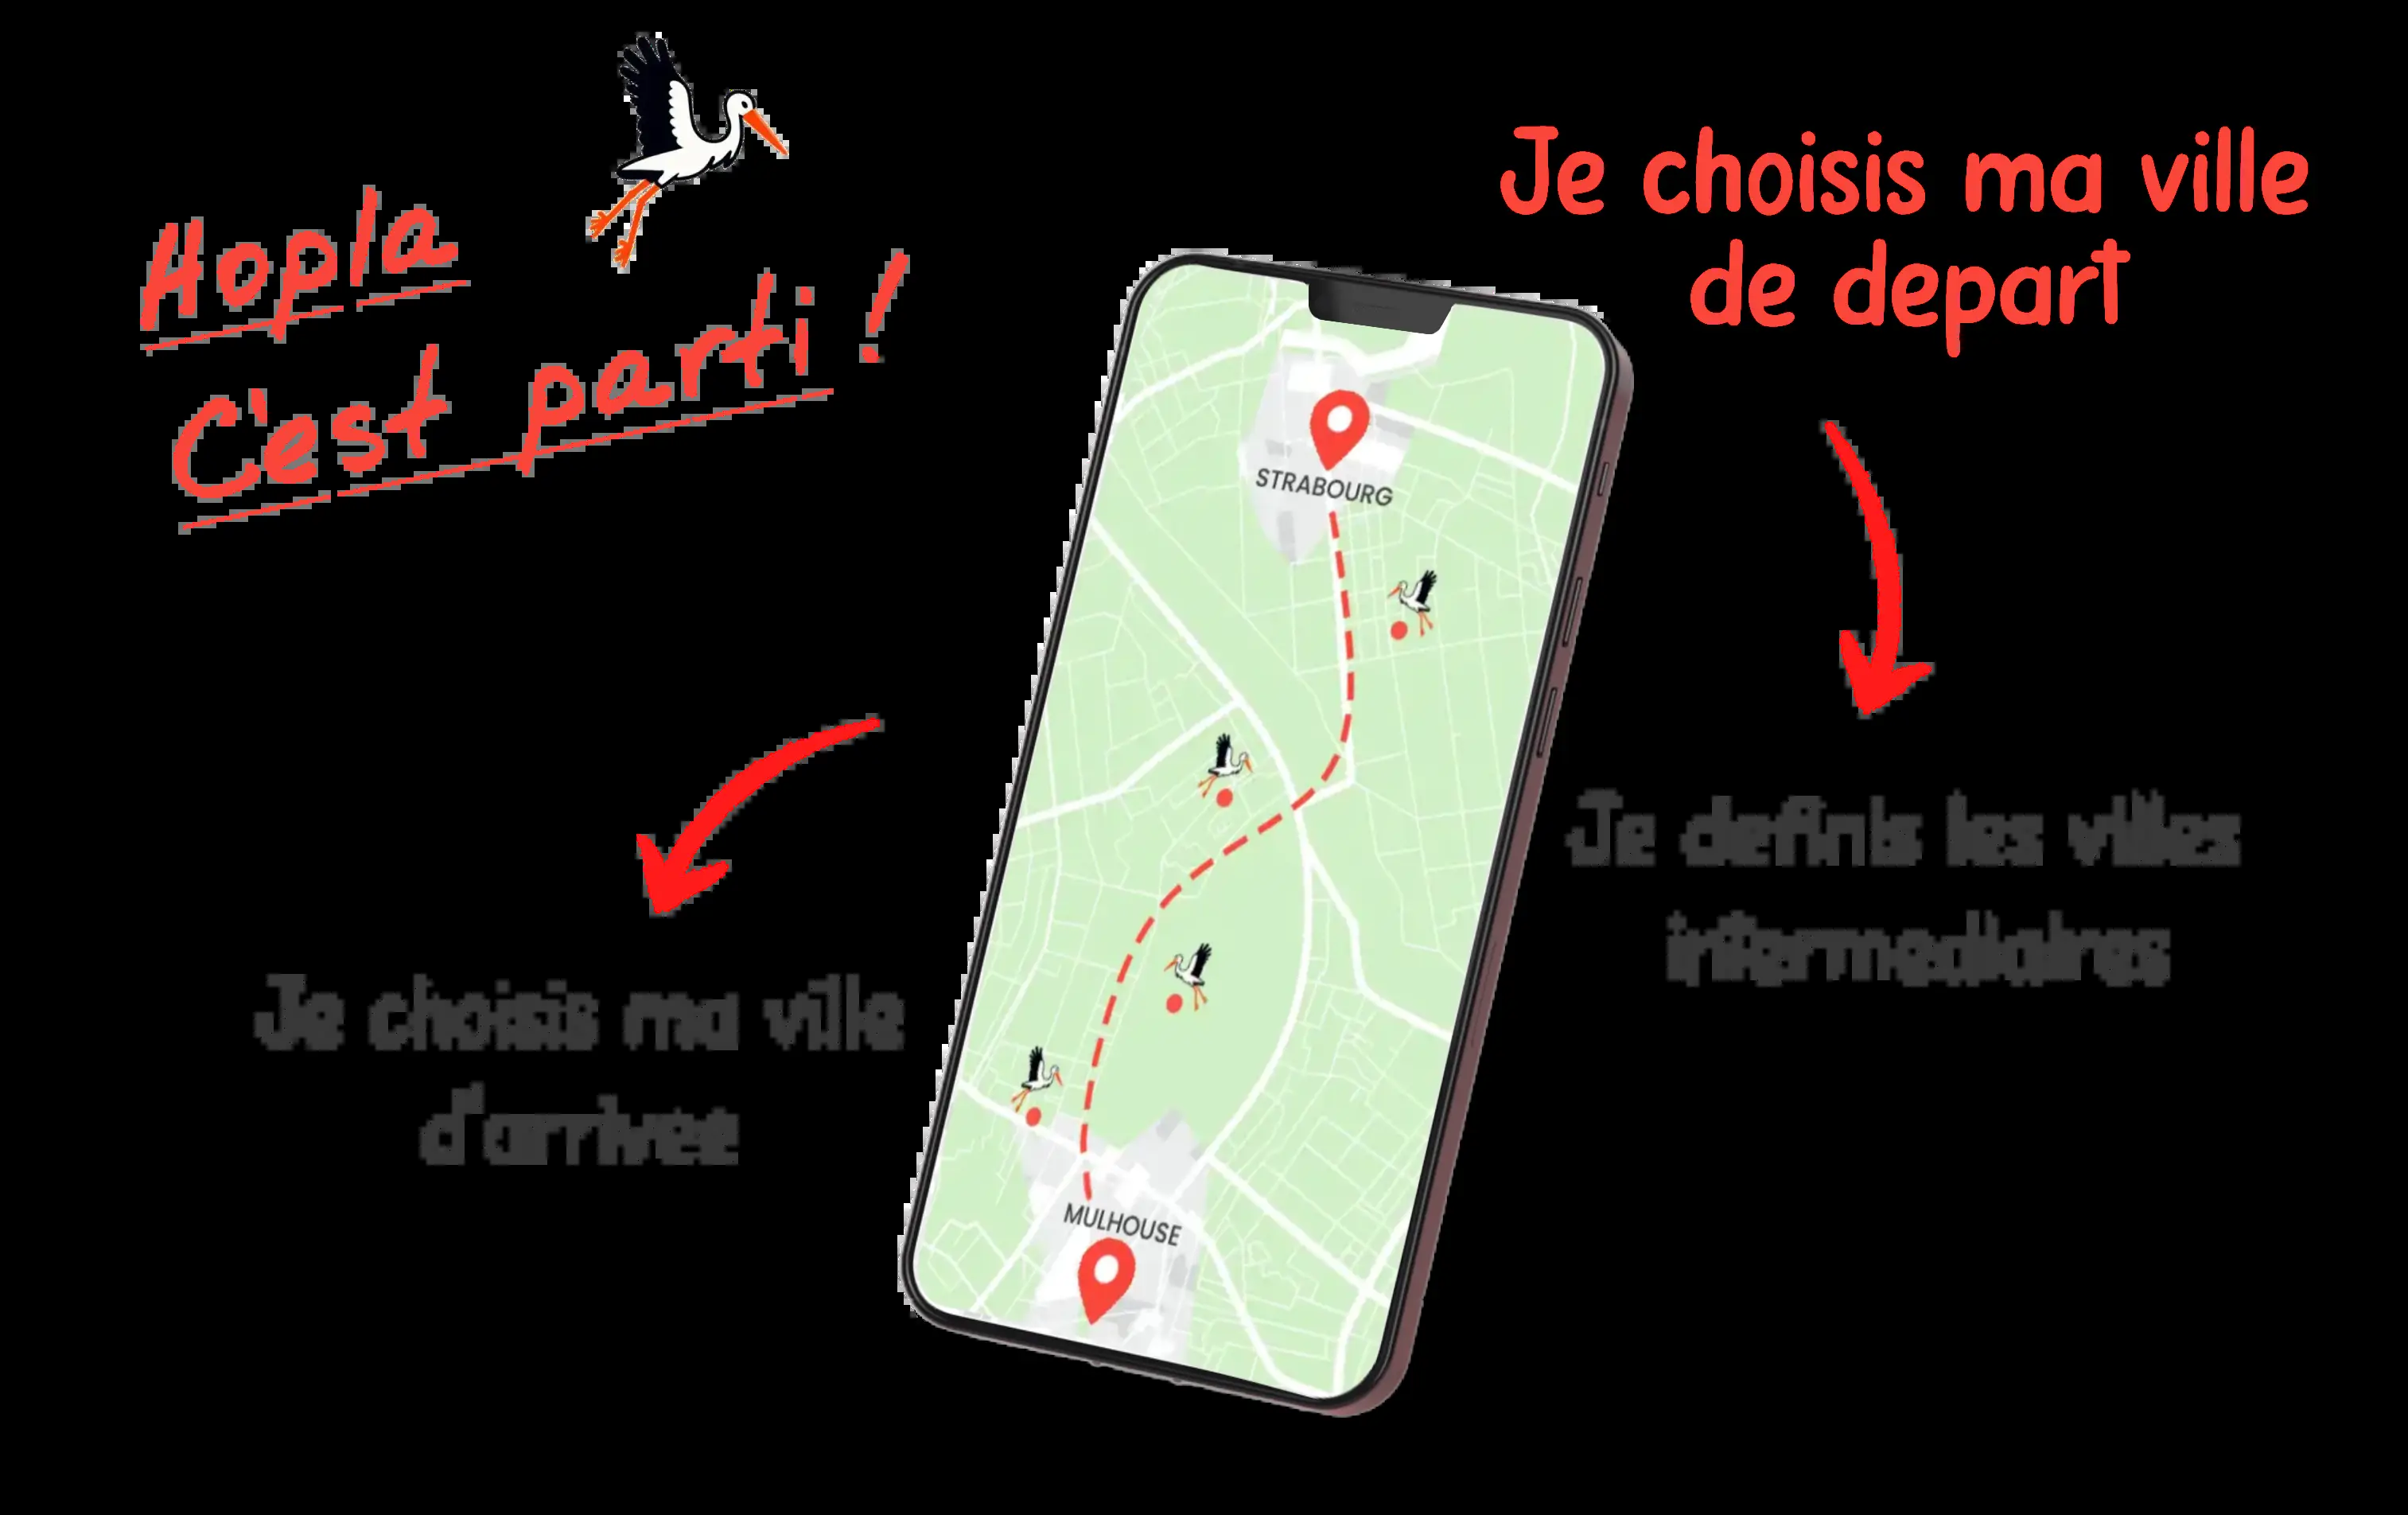 Hopla
C'est parti !
Je choisis ma ville
de depart
STRABOURG
Je definis les villes
intermediaires
Je choisis ma ville
d'arrivee
MULHOUSE